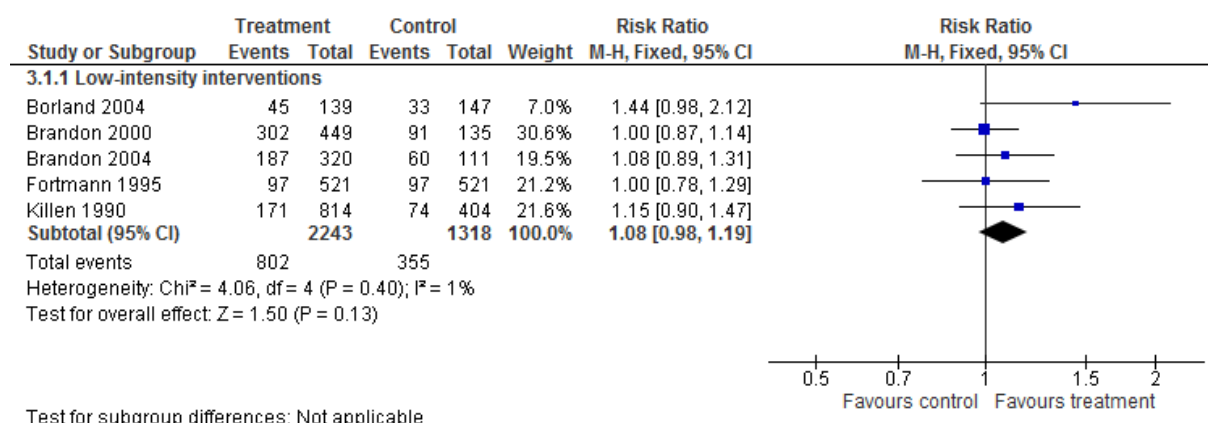 Treatment Control Risk Ratio Risk Ratio
Study or Subgroup Events Total Events Total Weight M-H, Fixed, 95% CI M-H, Fixed, 95% CI
3.1.1 Low-intensity interventions
Borland 2004 45 139 33 147 7.0% 1.44 [0.98, 2.12]
Brandon 2000 302 449 91 135 30.6% 1.00 [0.87, 1.14]
Brandon 2004 187 320 60 111 19.5% 1.08 [0.89, 1.31]
Fortmann 1995 97 521 97 521 21.2% 1.00 [0.78, 1.29]
Killen 1990 171 814 74 404 21.6% 1.15 [0.90, 1.47]
Subtotal (95% CI) 2243 1318 100.0% 1.08 [0.98, 1.19]
Total events 802 355
Heterogeneity: Chi² = 4.06, df = 4 (P = 0.40); I² = 1%
Test for overall effect: Z = 1.50 (P = 0.13)
0.5 0.7 1 1.5 2
Favours control Favours treatment
Test for subgroup differences: Not applicable